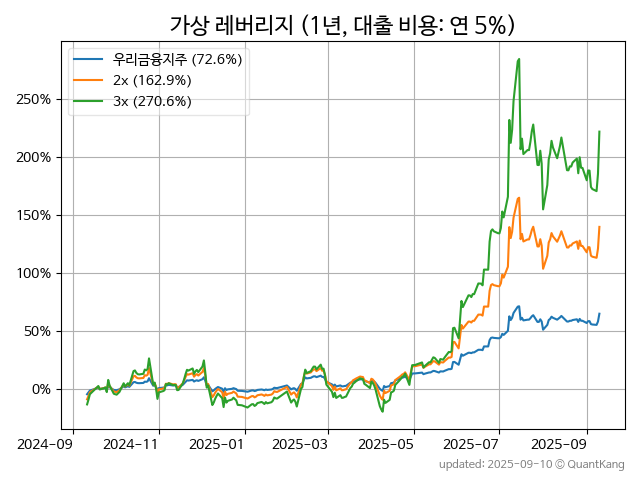 가상 레버리지 (1년, 대출 비용: 연 5%)
우리금융지주 (72.6%)
2x (162.9%)
3x (270.6%)
250%
200%
150%
100%
50%
0%
2024-09
2024-11
2025-01
2025-03
2025-05
2025-07
2025-09
updated: 2025-09-10 © QuantKang